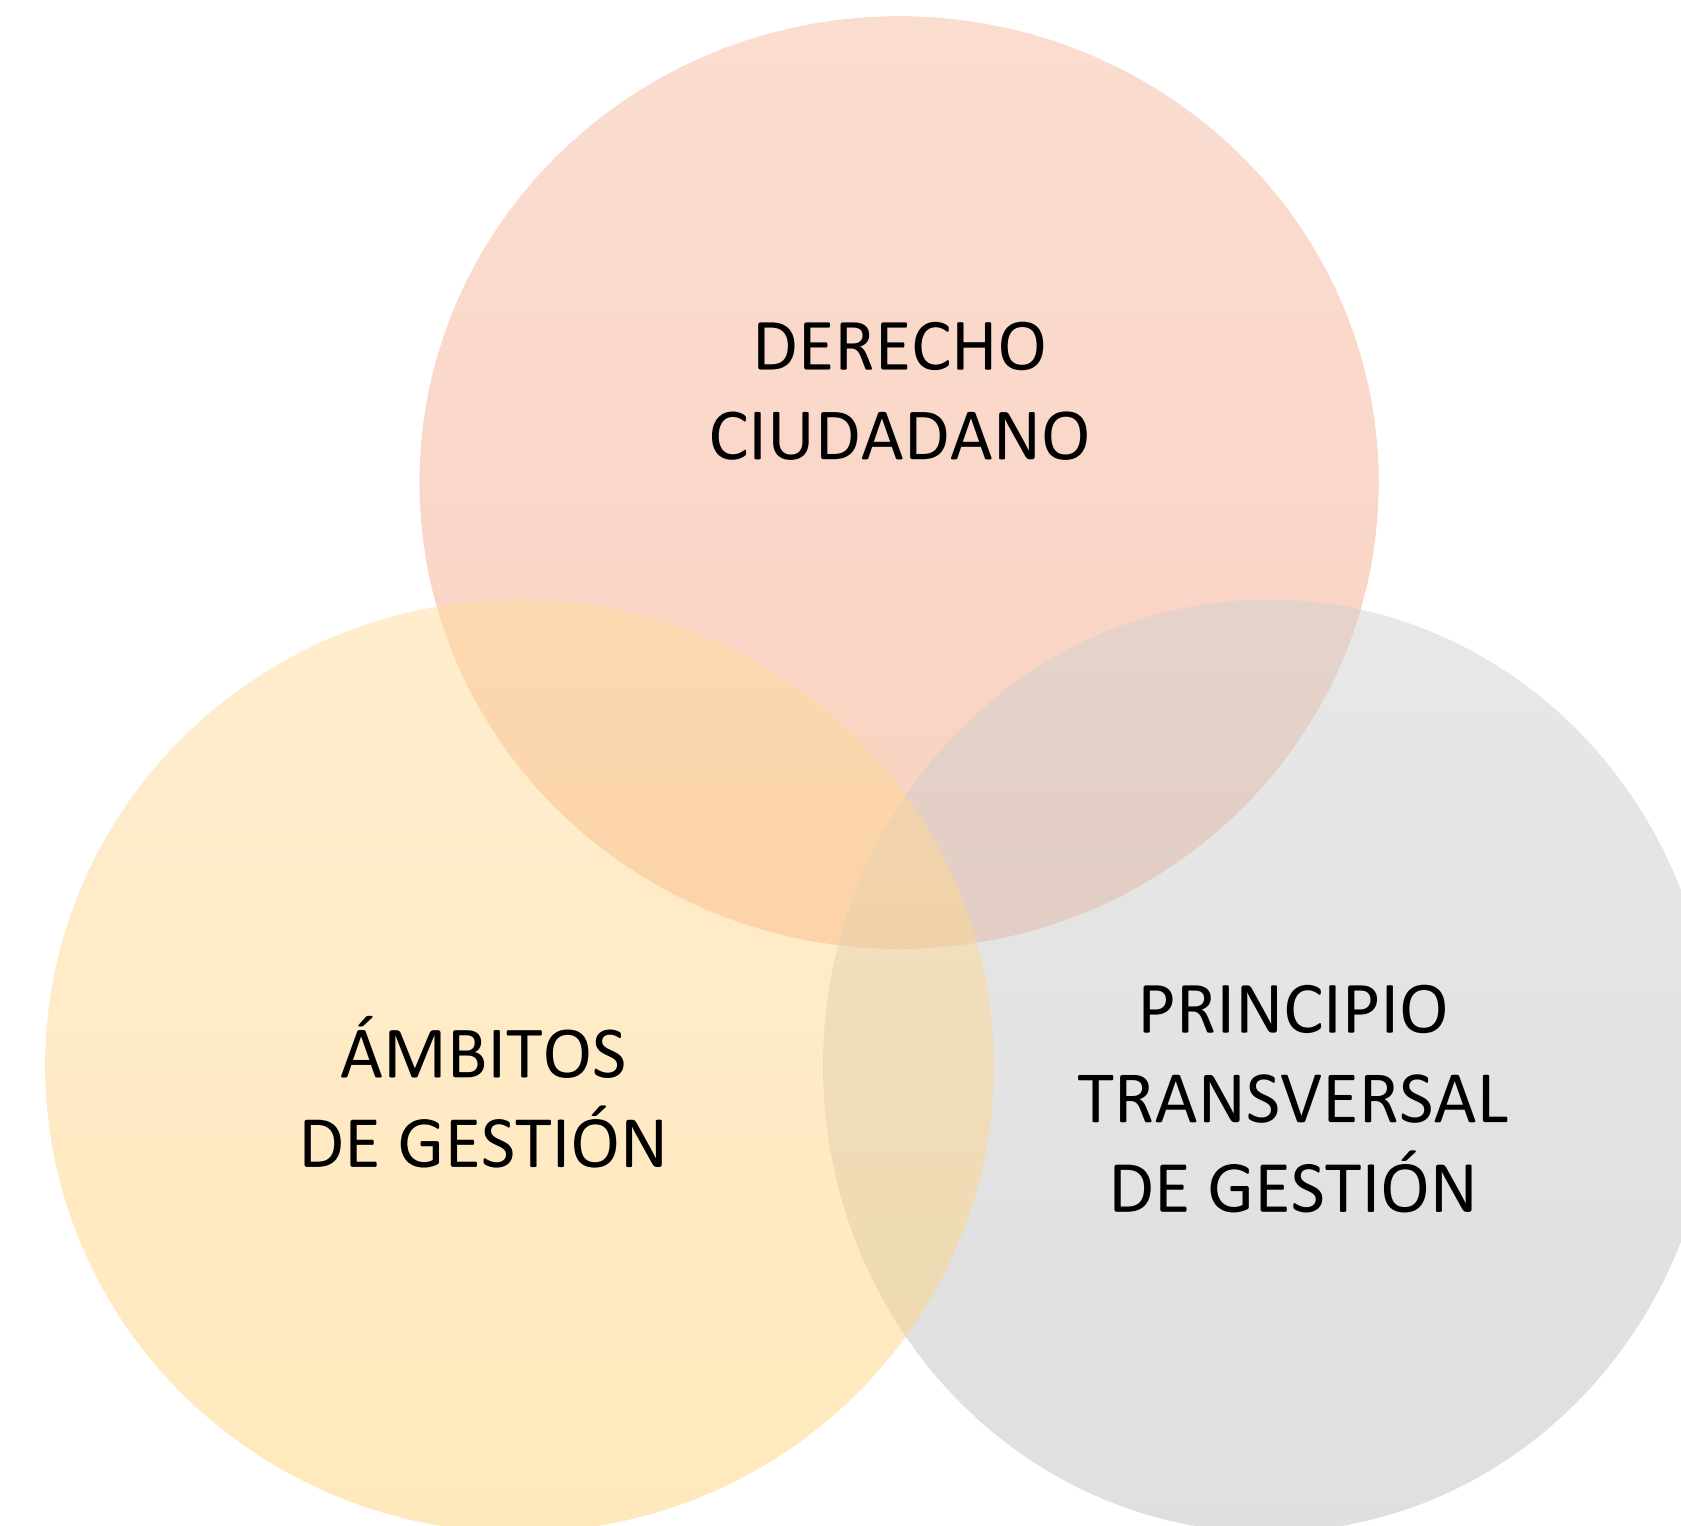 DERECHO
CIUDADANO
ÁMBITOS
DE GESTIÓN
PRINCIPIO
TRANSVERSAL
DE GESTIÓN